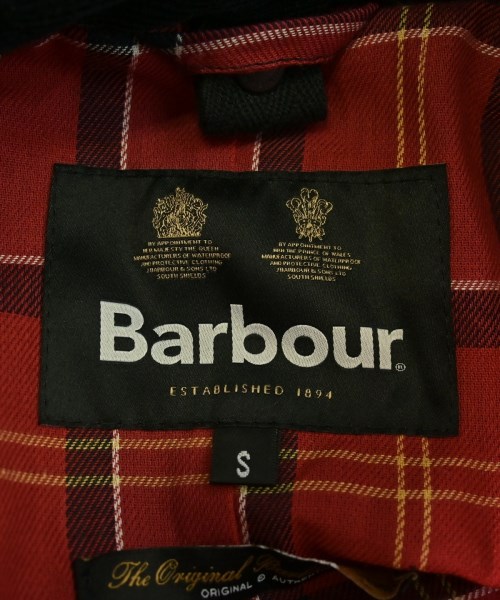 BY APPOINTMENT TO
H.M. MAJESTY THE QUEEN
MANUFACTURERS OF WATERPROOF
AND PROTECTIVE CLOTHING
J.BARBOUR & SONS LTD
SOUTH SHIELDS
BY APPOINTMENT TO
HRH THE PRINCE OF WALES
MANUFACTURERS OF WATERPROOF
AND PROTECTIVE CLOTHING
J.BARBOUR & SONS LTD
SOUTH SHIELDS
Barbour®
ESTABLISHED 1894
S
The Original
ORIGINAL &